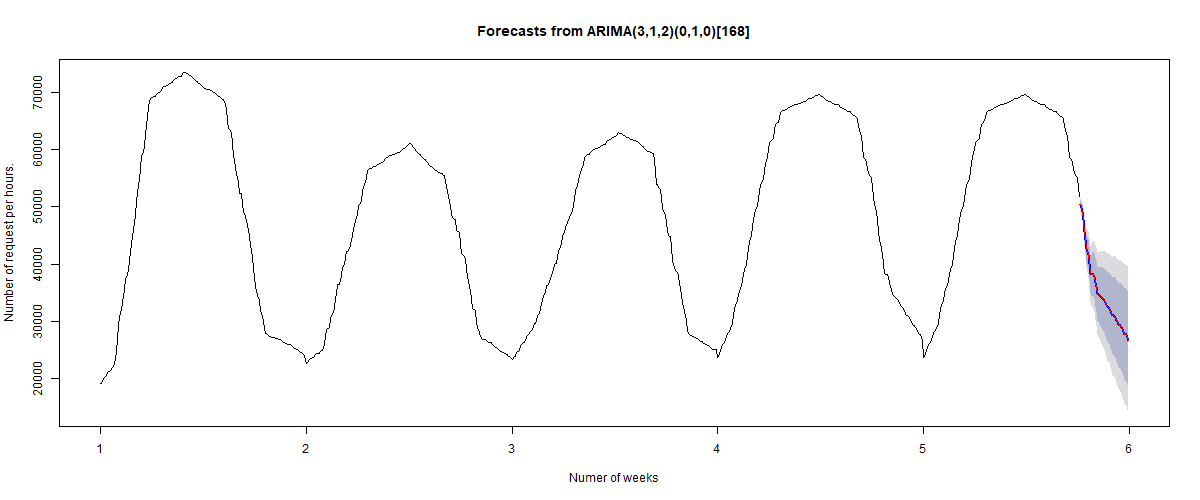 Forecasts from ARIMA(3,1,2)(0,1,0)[168]
Number of request per hours.
70000
60000
50000
40000
30000
20000
1 2 3 4 5 6
Numer of weeks